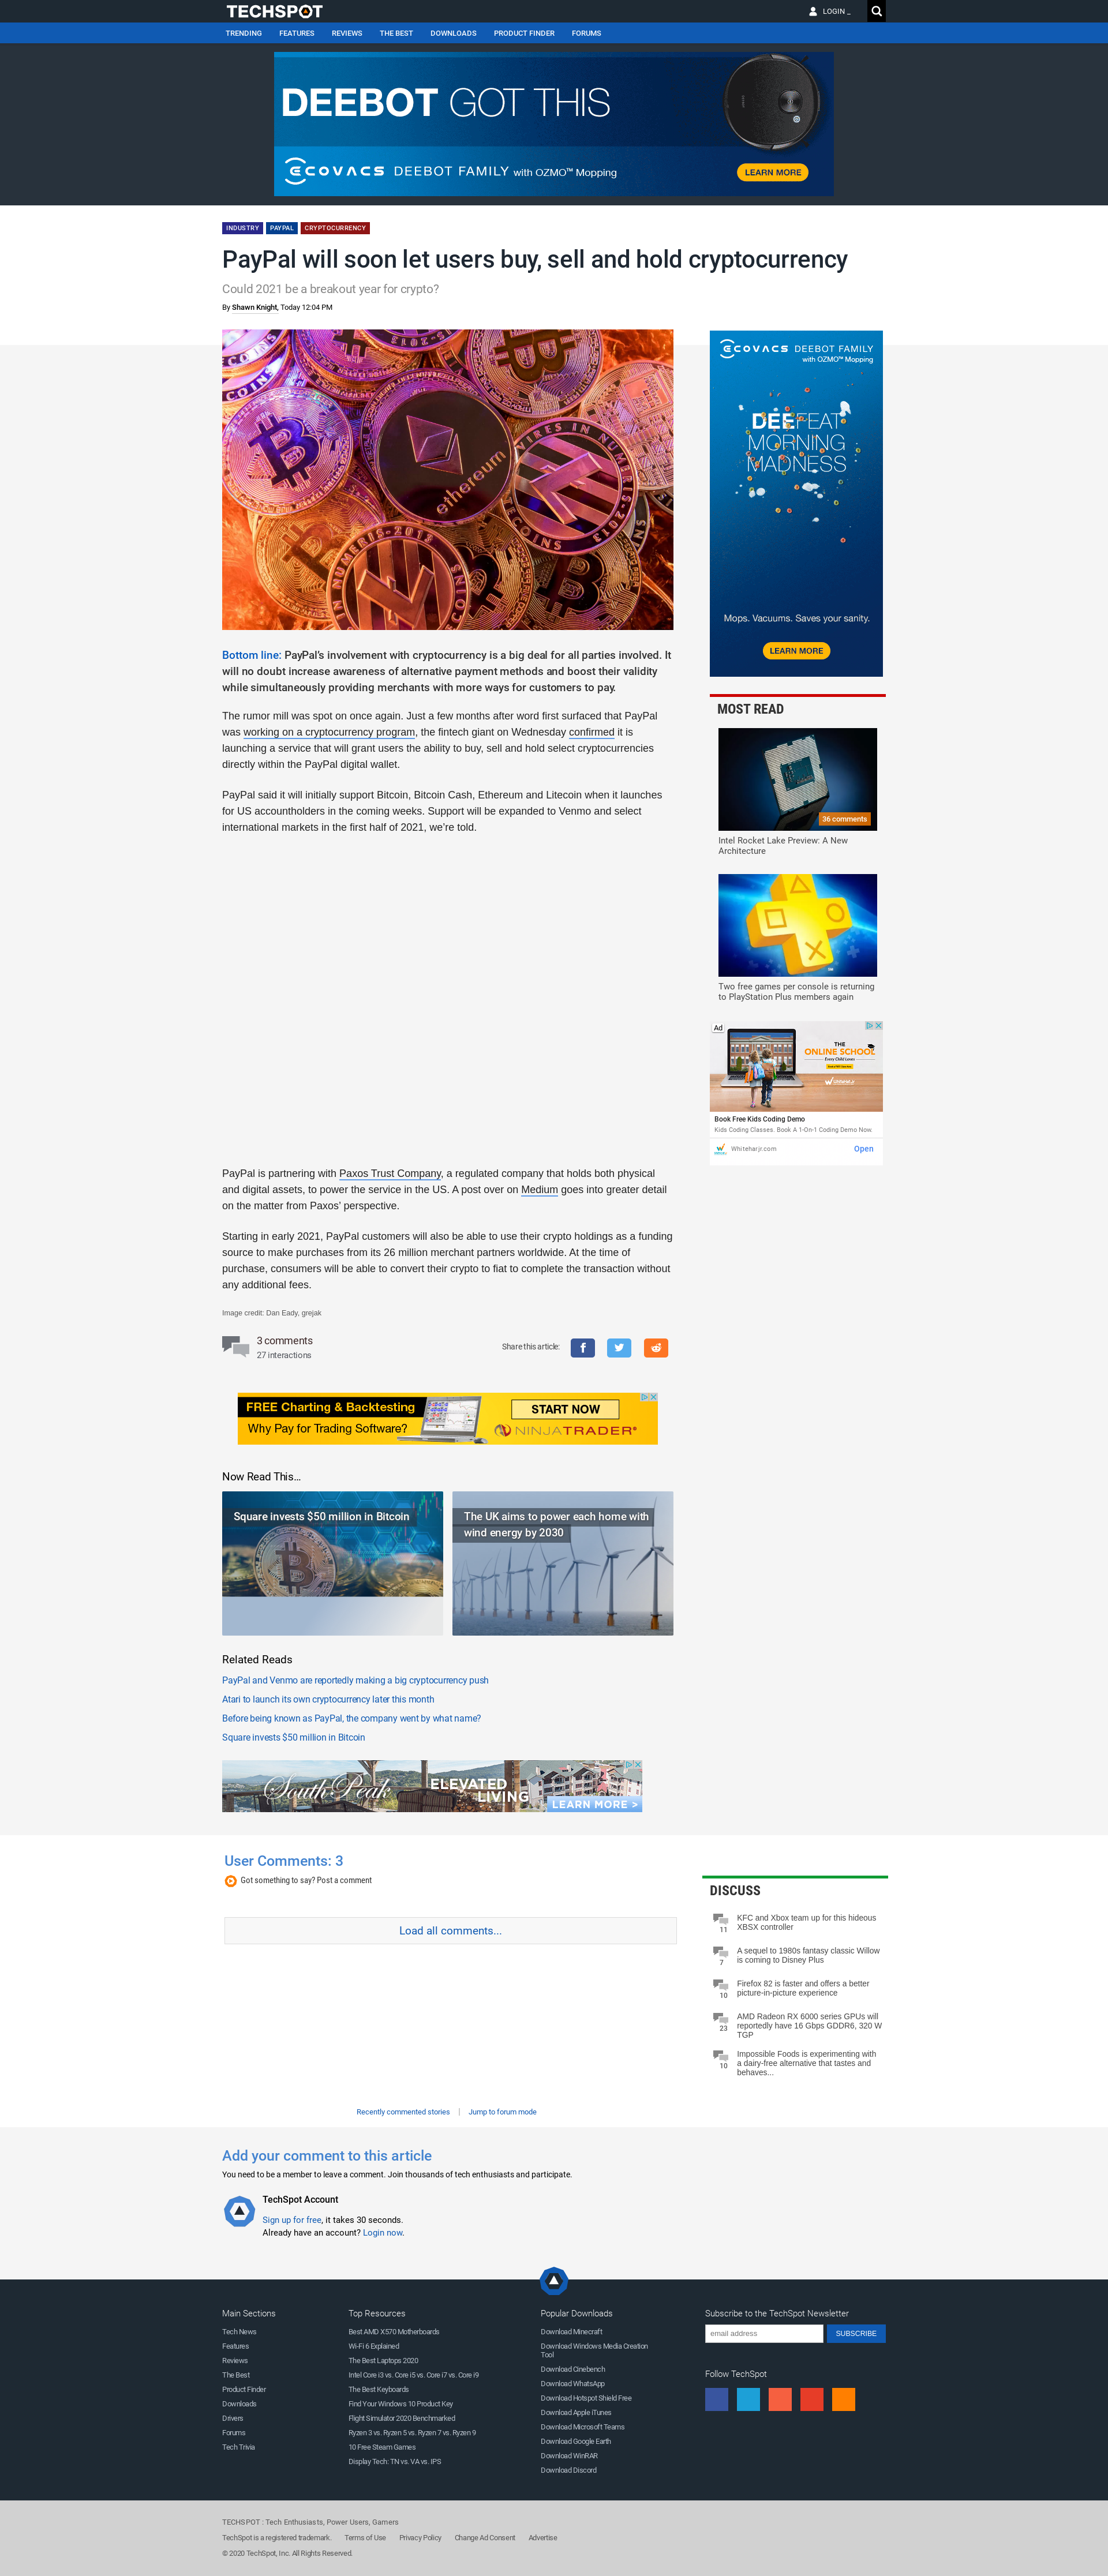 TECHSPOT
LOGIN _
TRENDING FEATURES REVIEWS THE BEST DOWNLOADS PRODUCT FINDER FORUMS
DEEBOT GOT THIS
ECOVACS DEEBOT FAMILY with OZMO™ Mopping
LEARN MORE
INDUSTRY PAYPAL CRYPTOCURRENCY
PayPal will soon let users buy, sell and hold cryptocurrency
Could 2021 be a breakout year for crypto?
By Shawn Knight, Today 12:04 PM
ethereum
Bottom line: PayPal's involvement with cryptocurrency is a big deal for all parties involved. It
will no doubt increase awareness of alternative payment methods and boost their validity
while simultaneously providing merchants with more ways for customers to pay.
The rumor mill was spot on once again. Just a few months after word first surfaced that PayPal
was working on a cryptocurrency program, the fintech giant on Wednesday confirmed it is
launching a service that will grant users the ability to buy, sell and hold select cryptocurrencies
directly within the PayPal digital wallet.
PayPal said it will initially support Bitcoin, Bitcoin Cash, Ethereum and Litecoin when it launches
for US accountholders in the coming weeks. Support will be expanded to Venmo and select
international markets in the first half of 2021, we're told.
PayPal is partnering with Paxos Trust Company, a regulated company that holds both physical
and digital assets, to power the service in the US. A post over on Medium goes into greater detail
on the matter from Paxos' perspective.
Starting in early 2021, PayPal customers will also be able to use their crypto holdings as a funding
source to make purchases from its 26 million merchant partners worldwide. At the time of
purchase, consumers will be able to convert their crypto to fiat to complete the transaction without
any additional fees.
Image credit: Dan Eady, grejak
3 comments
27 interactions
Share this article:
FREE Charting & Backtesting
Why Pay for Trading Software?
START NOW
NINJATRADER
Now Read This...
Square invests $50 million in Bitcoin
The UK aims to power each home with
wind energy by 2030
Related Reads
PayPal and Venmo are reportedly making a big cryptocurrency push
Atari to launch its own cryptocurrency later this month
Before being known as PayPal, the company went by what name?
Square invests $50 million in Bitcoin
South Peak
ELEVATED
LIVING
LEARN MORE >
ECOVACS DEEBOT FAMILY
with OZMO™ Mopping
DEEFEAT
MORNING
MADNESS
Mops. Vacuums. Saves your sanity.
LEARN MORE
MOST READ
36 comments
Intel Rocket Lake Preview: A New
Architecture
Two free games per console is returning
to PlayStation Plus members again
Ad
THE
ONLINE SCHOOL
Every Child Loves
Book Free Kids Coding Demo
Kids Coding Classes. Book A 1-On-1 Coding Demo Now.
Whiteharjr.com
Open
User Comments: 3
Got something to say? Post a comment
Load all comments...
Recently commented stories
Jump to forum mode
DISCUSS
11
KFC and Xbox team up for this hideous
XBSX controller
7
A sequel to 1980s fantasy classic Willow
is coming to Disney Plus
10
Firefox 82 is faster and offers a better
picture-in-picture experience
23
AMD Radeon RX 6000 series GPUs will
reportedly have 16 Gbps GDDR6, 320 W
TGP
10
Impossible Foods is experimenting with
a dairy-free alternative that tastes and
behaves...
Add your comment to this article
You need to be a member to leave a comment. Join thousands of tech enthusiasts and participate.
TechSpot Account
Sign up for free, it takes 30 seconds.
Already have an account? Login now.
Main Sections
Tech News
Features
Reviews
The Best
Product Finder
Downloads
Drivers
Forums
Tech Trivia
Top Resources
Best AMD X570 Motherboards
Wi-Fi 6 Explained
The Best Laptops 2020
Intel Core i3 vs. Core i5 vs. Core i7 vs. Core i9
The Best Keyboards
Find Your Windows 10 Product Key
Flight Simulator 2020 Benchmarked
Ryzen 3 vs. Ryzen 5 vs. Ryzen 7 vs. Ryzen 9
10 Free Steam Games
Display Tech: TN vs. VA vs. IPS
Popular Downloads
Download Minecraft
Download Windows Media Creation
Tool
Download Cinebench
Download WhatsApp
Download Hotspot Shield Free
Download Apple iTunes
Download Microsoft Teams
Download Google Earth
Download WinRAR
Download Discord
Subscribe to the TechSpot Newsletter
email address
SUBSCRIBE
Follow TechSpot
TECHSPOT : Tech Enthusiasts, Power Users, Gamers
TechSpot is a registered trademark. Terms of Use Privacy Policy Change Ad Consent Advertise
© 2020 TechSpot, Inc. All Rights Reserved.